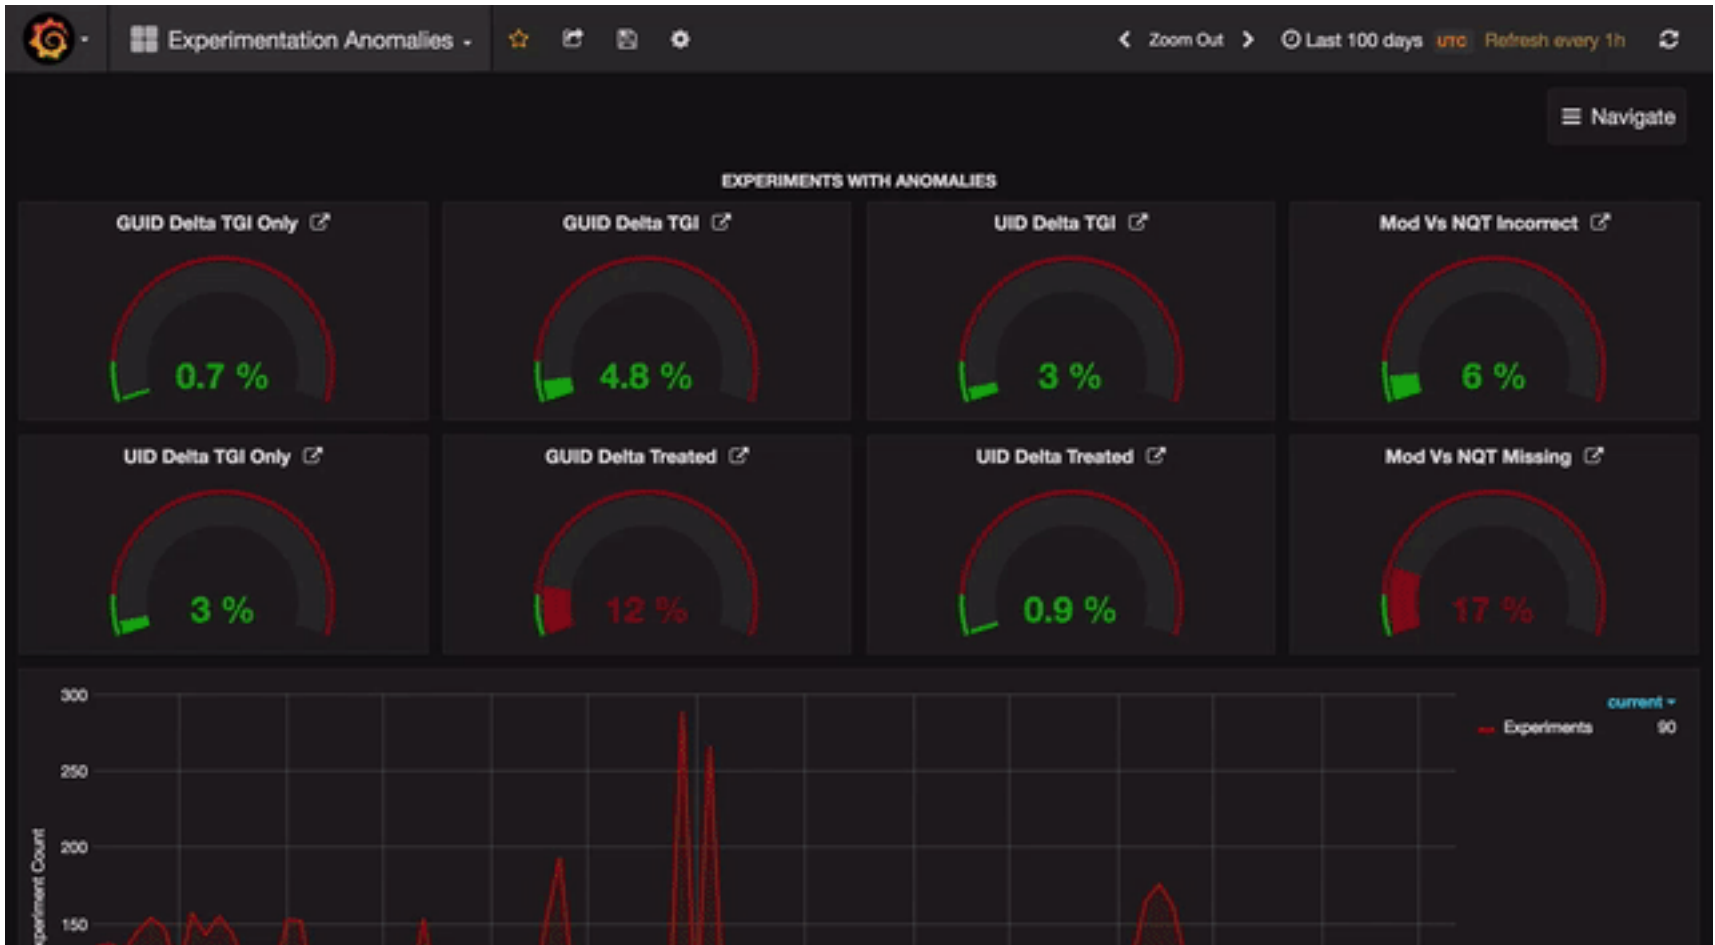 Experimentation Anomalies
Zoom Out
Last 100 days UTC Refresh every 1h
Navigate
EXPERIMENTS WITH ANOMALIES
GUID Delta TGI Only
GUID Delta TGI
UID Delta TGI
Mod Vs NQT Incorrect
0.7 %
4.8 %
3 %
6 %
UID Delta TGI Only
GUID Delta Treated
UID Delta Treated
Mod Vs NQT Missing
3 %
12 %
0.9 %
17 %
300
250
200
150
periment Count
current
Experiments 90